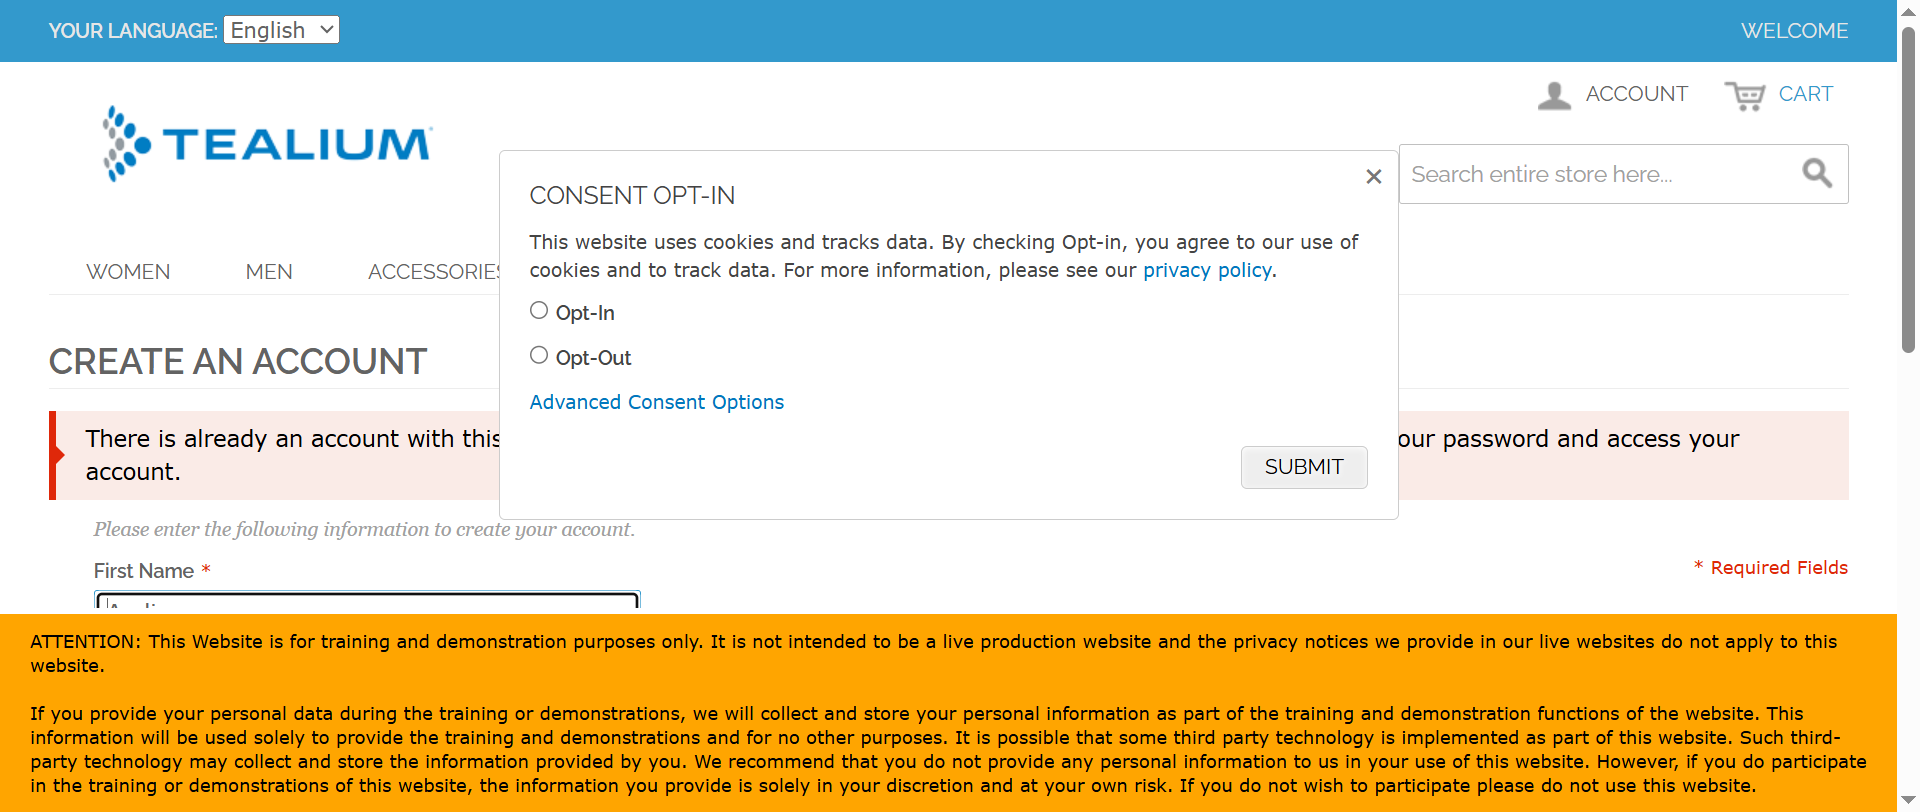 YOUR LANGUAGE: English
WELCOME
ACCOUNT
CART
TEALIUM
Search entire store here...
CONSENT OPT-IN
This website uses cookies and tracks data. By checking Opt-in, you agree to our use of
cookies and to track data. For more information, please see our privacy policy.
Opt-In
Opt-Out
Advanced Consent Options
SUBMIT
WOMEN
MEN
ACCESSORIES
CREATE AN ACCOUNT
There is already an account with this
our password and access your
account.
Please enter the following information to create your account.
First Name *
* Required Fields
ATTENTION: This Website is for training and demonstration purposes only. It is not intended to be a live production website and the privacy notices we provide in our live websites do not apply to this
website.
If you provide your personal data during the training or demonstrations, we will collect and store your personal information as part of the training and demonstration functions of the website. This
information will be used solely to provide the training and demonstrations and for no other purposes. It is possible that some third party technology is implemented as part of this website. Such third-
party technology may collect and store the information provided by you. We recommend that you do not provide any personal information to us in your use of this website. However, if you do participate
in the training or demonstrations of this website, the information you provide is solely in your discretion and at your own risk. If you do not wish to participate please do not use this website.